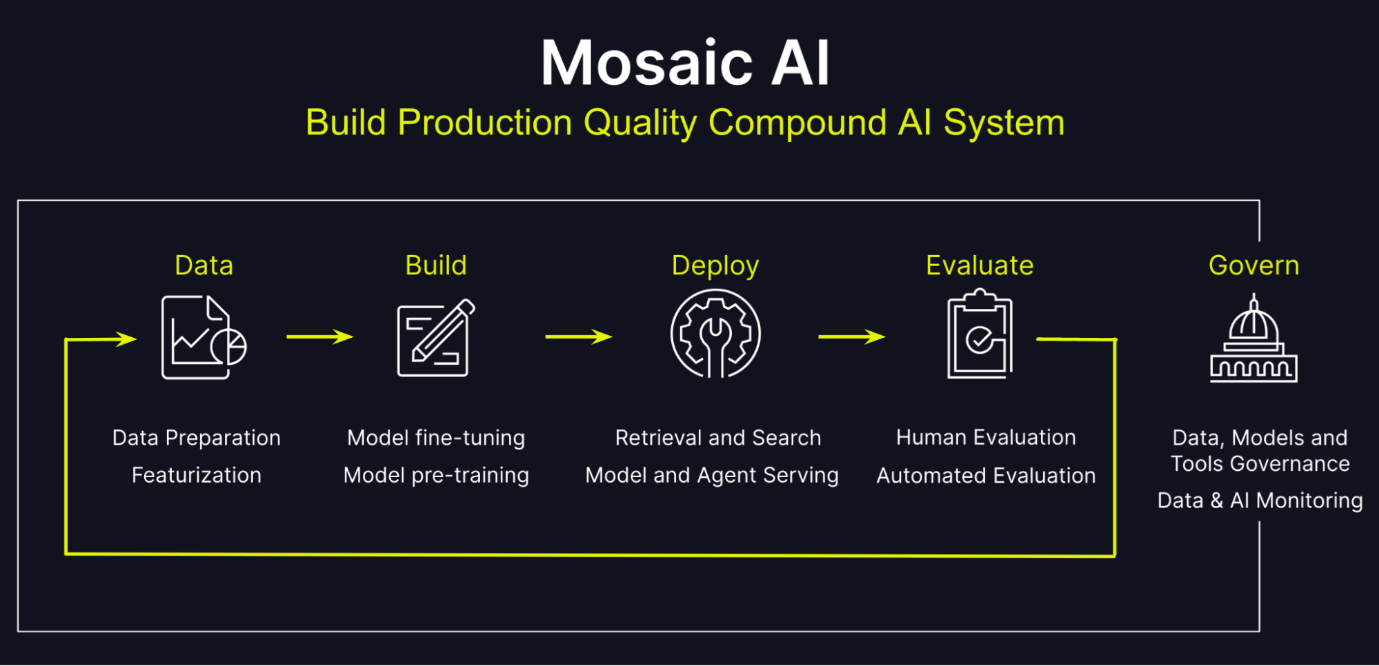 Mosaic AI
Build Production Quality Compound AI System
Data
Build
Deploy
Evaluate
Govern
Data Preparation
Featurization
Model fine-tuning
Model pre-training
Retrieval and Search
Model and Agent Serving
Human Evaluation
Automated Evaluation
Data, Models and
Tools Governance
Data & AI Monitoring